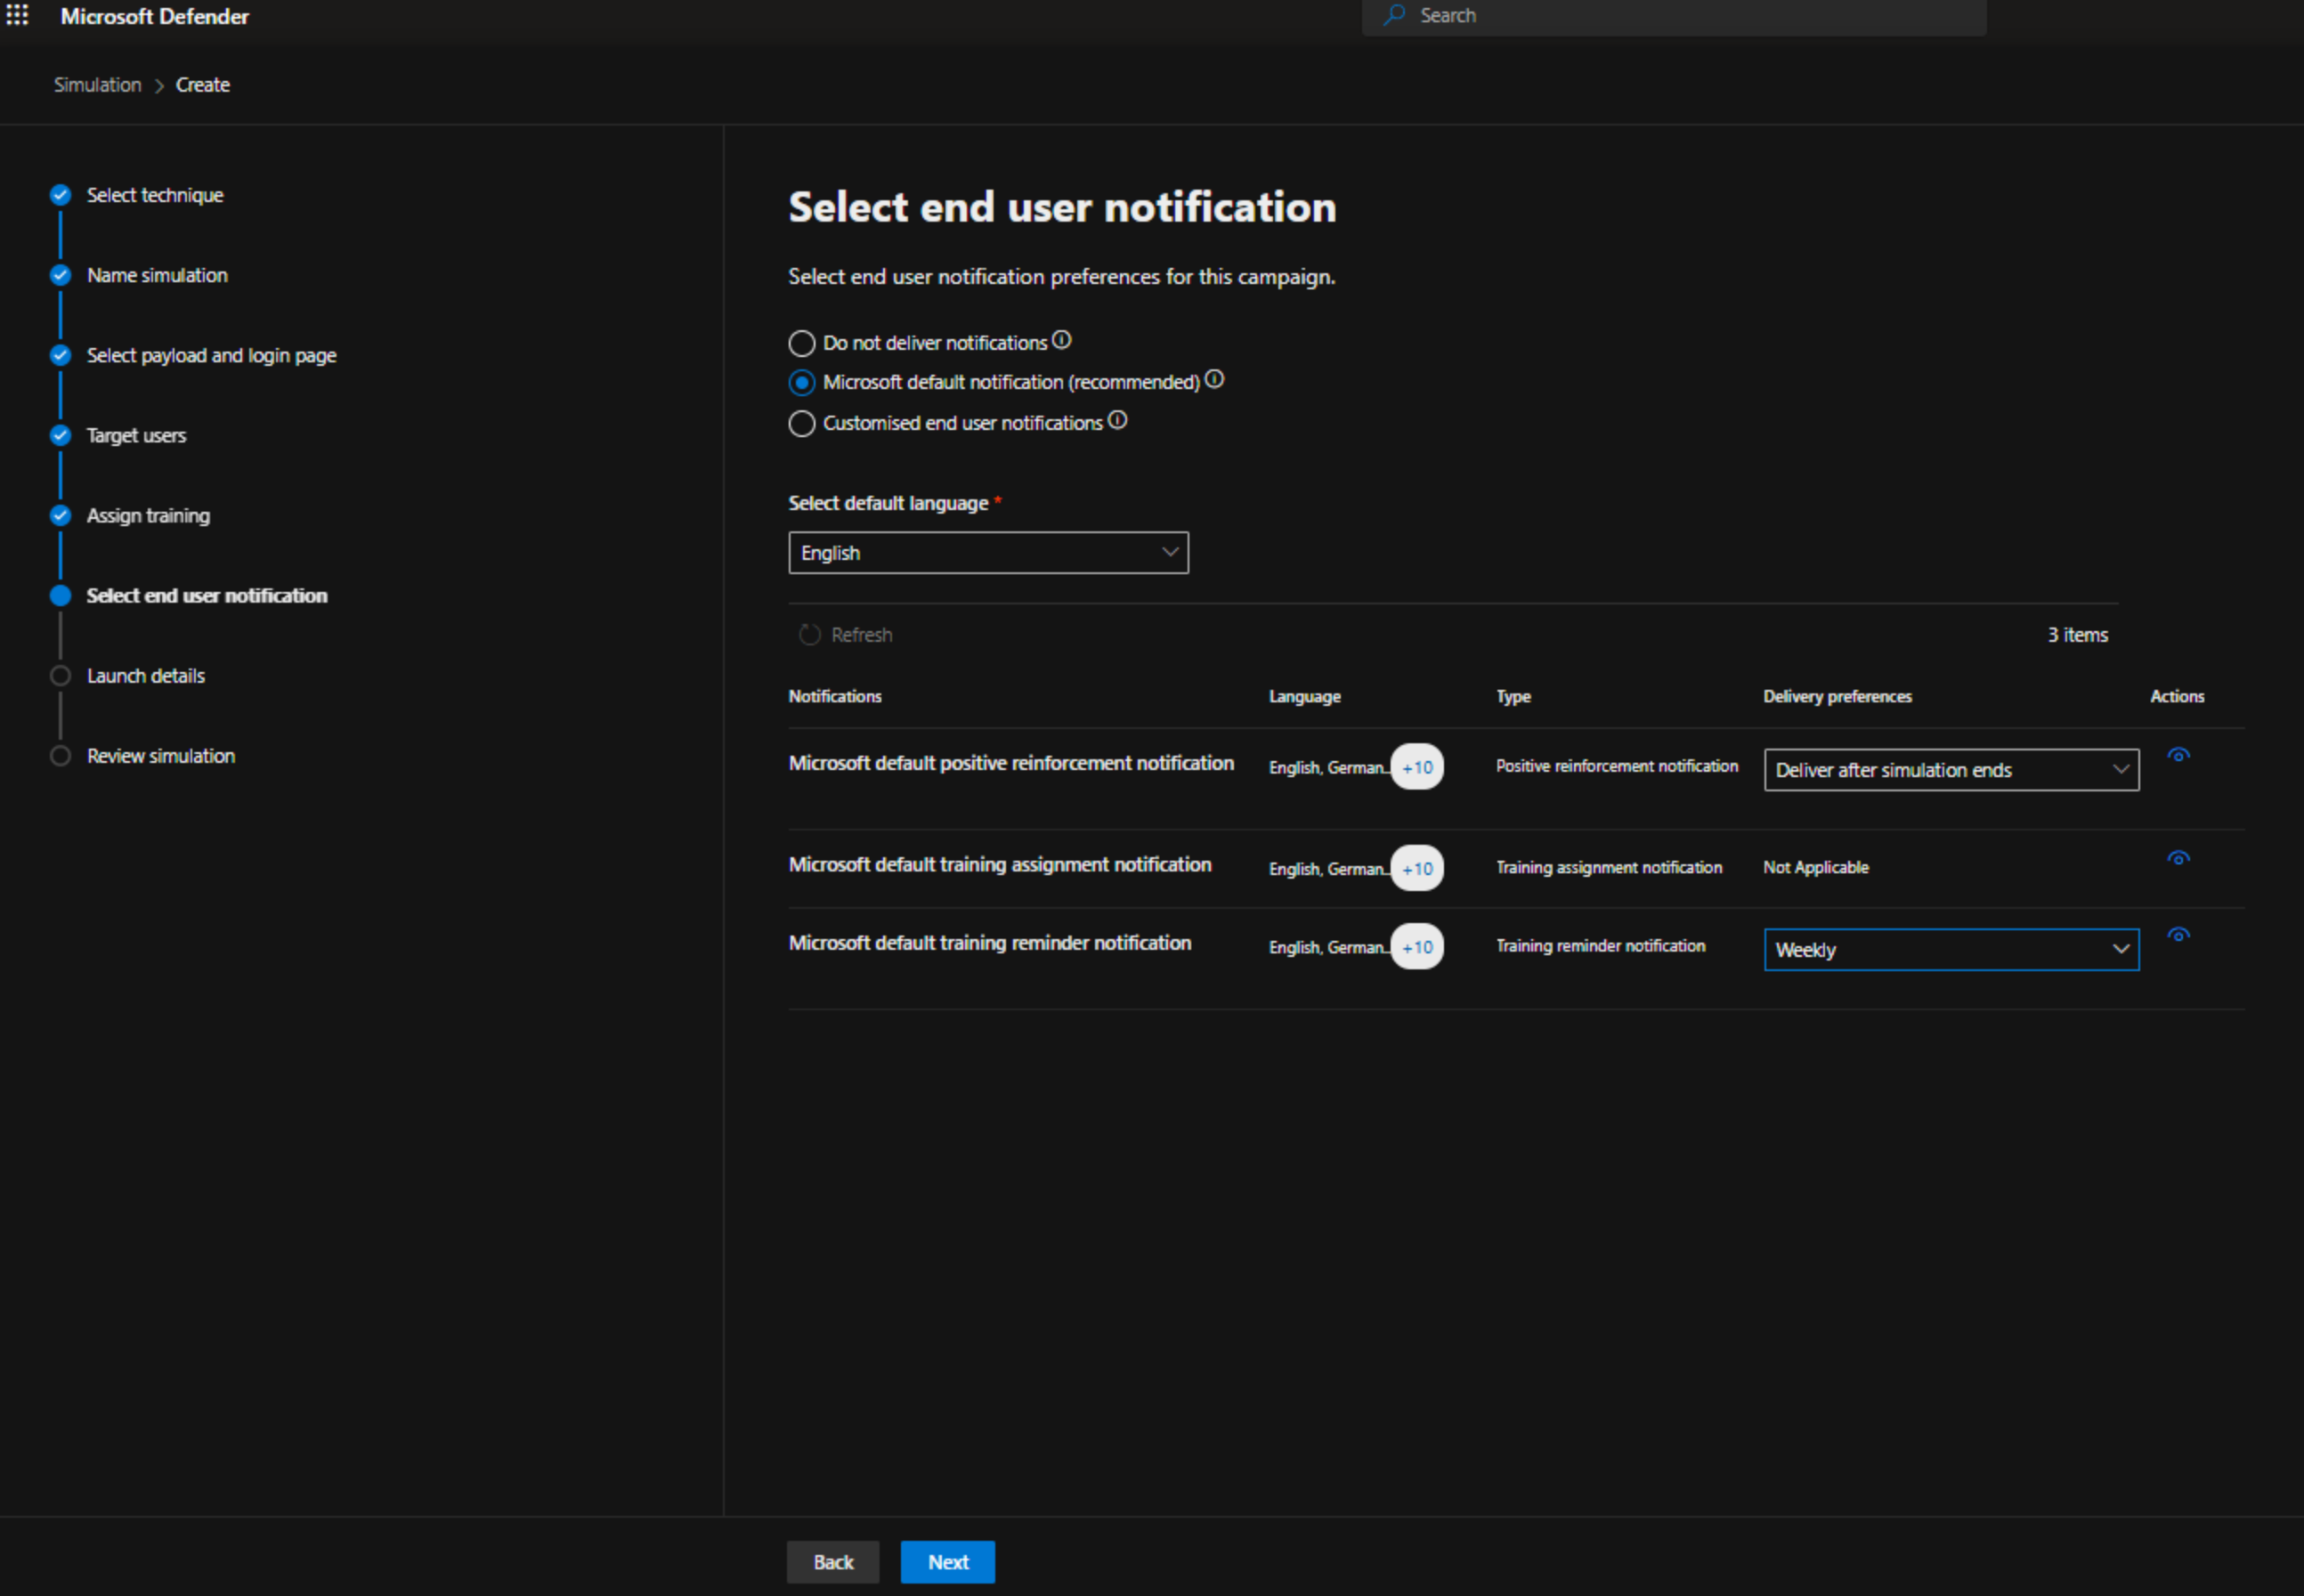 Microsoft Defender
Search
Simulation > Create
Select technique
Name simulation
Select payload and login page
Target users
Assign training
Select end user notification
Launch details
Review simulation
Select end user notification
Select end user notification preferences for this campaign.
Do not deliver notifications
Microsoft default notification (recommended)
Customised end user notifications
Select default language *
English
Refresh
3 items
Notifications Language Type Delivery preferences Actions
Microsoft default positive reinforcement notification English, German... +10 Positive reinforcement notification Deliver after simulation ends
Microsoft default training assignment notification English, German... +10 Training assignment notification Not Applicable
Microsoft default training reminder notification English, German... +10 Training reminder notification Weekly
Back Next